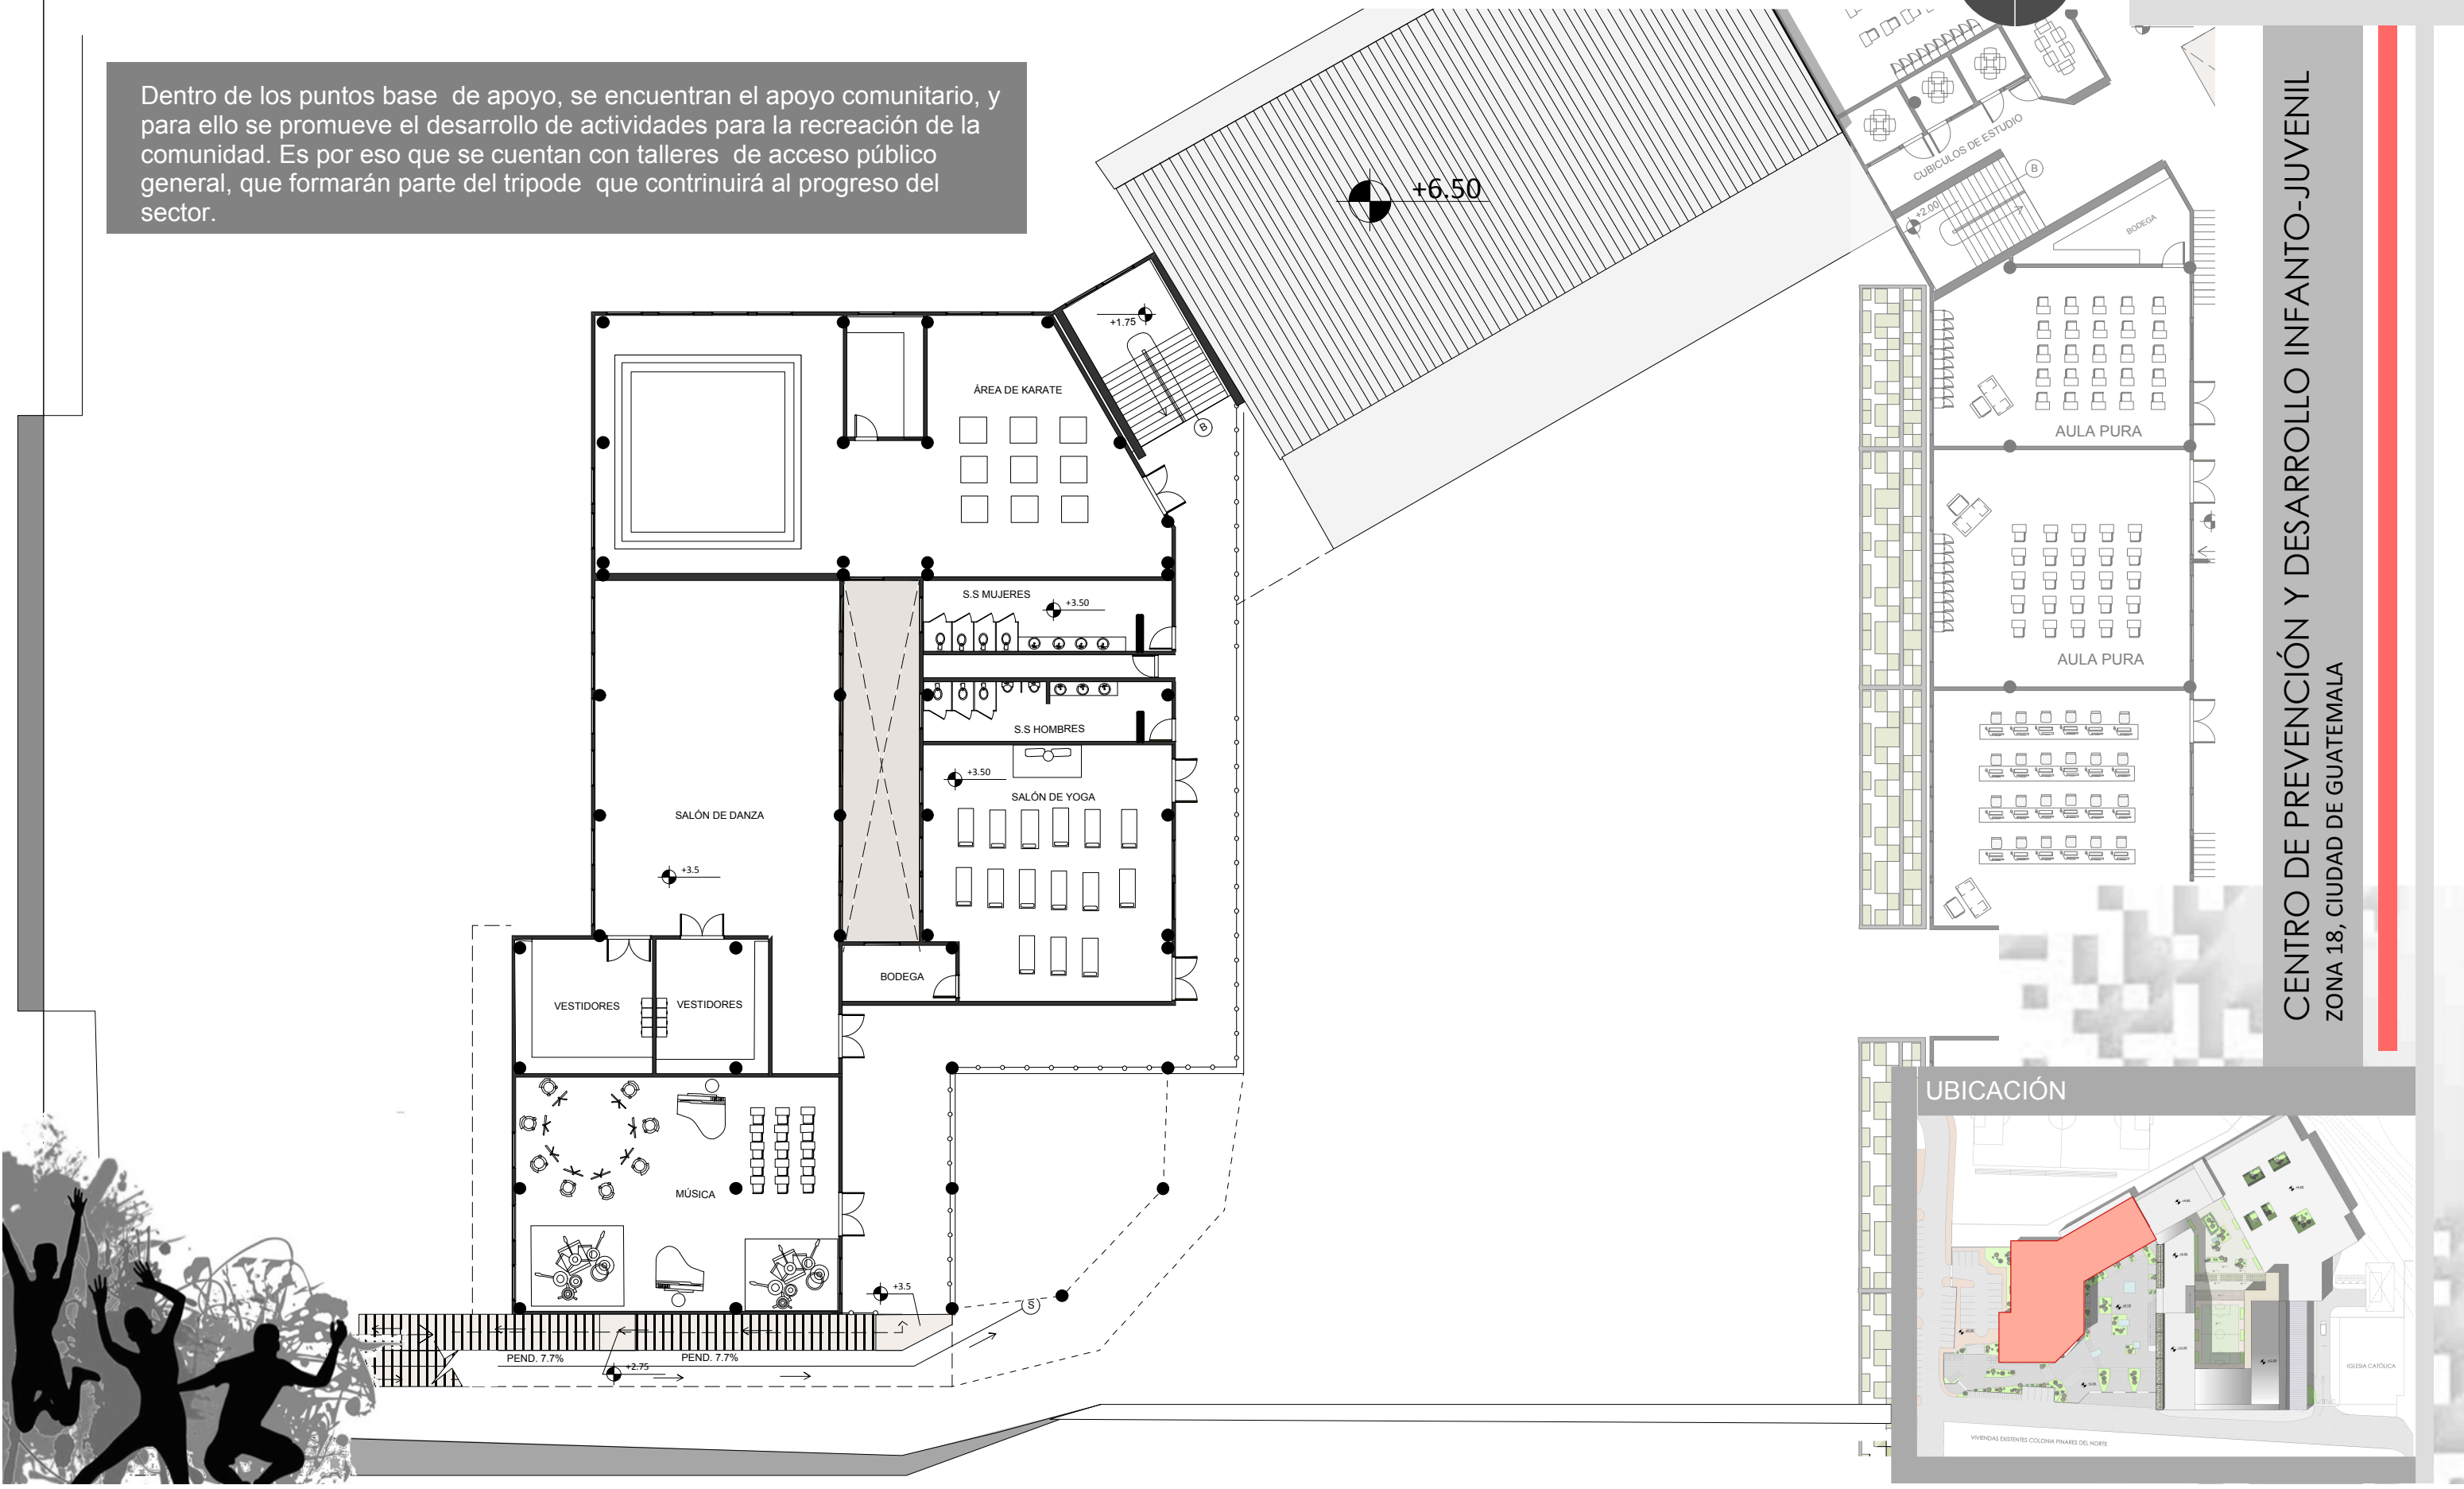 Dentro de los puntos base  de apoyo, se encuentran el apoyo comunitario, y
para ello se promueve el desarrollo de actividades para la recreación de la
comunidad. Es por eso que se cuentan con talleres  de acceso público
general, que formarán parte del tripode  que contrinuirá al progreso del
sector.
+6.50
CUBICULOS DE ESTUDIO
B
+2.00
BODEGA
+1.75
B
ÁREA DE KARATE
AULA PURA
S.S MUJERES
+3.50
AULA PURA
S.S HOMBRES
+3.50
SALÓN DE YOGA
SALÓN DE DANZA
+3.5
BODEGA
VESTIDORES
VESTIDORES
MÚSICA
+3.5
S
PEND. 7.7%
PEND. 7.7%
+2.75
CENTRO DE PREVENCIÓN Y DESARROLLO INFANTO-JUVENIL
ZONA 18, CIUDAD DE GUATEMALA
UBICACIÓN
IGLESIA CATÓLICA
VIVIENDAS EXISTENTES COLONIA PINARES DEL NORTE